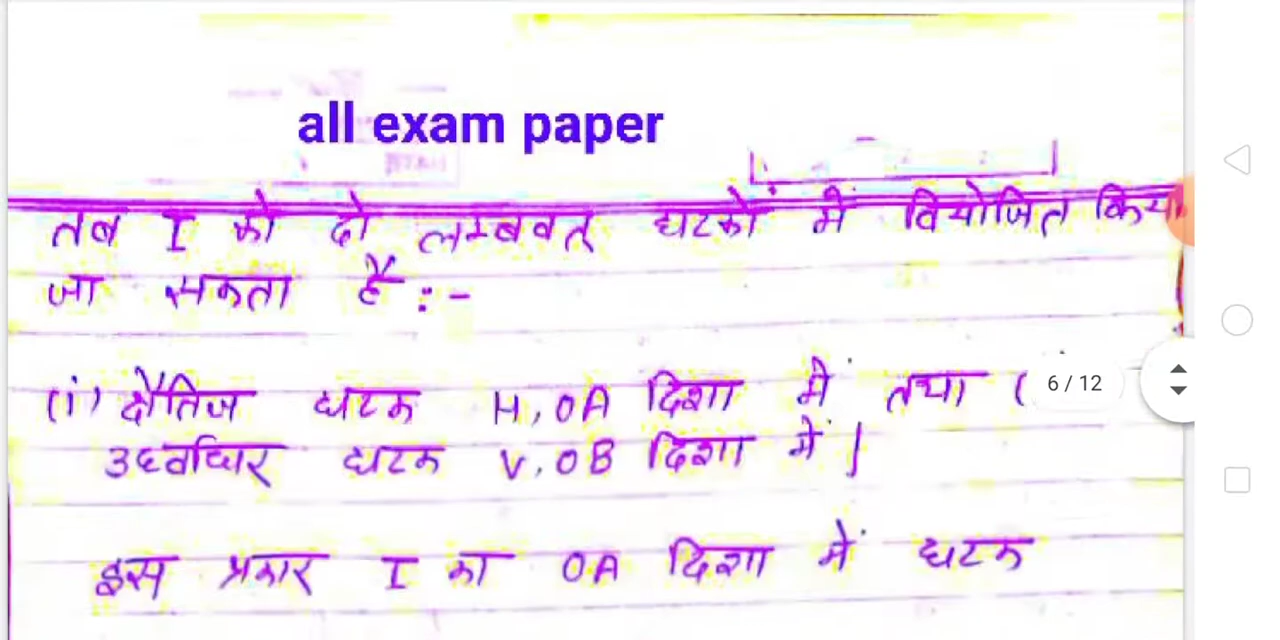 all exam paper
तब I को दो लम्बवत् घटकों में वियोजित किया
जा सकता है :-
(i) क्षैतिज घटक H, OA दिशा में तथा (
6 / 12
उर्ध्वाधर घटक V, OB दिशा में |
इस प्रकार I का OA दिशा में घटक